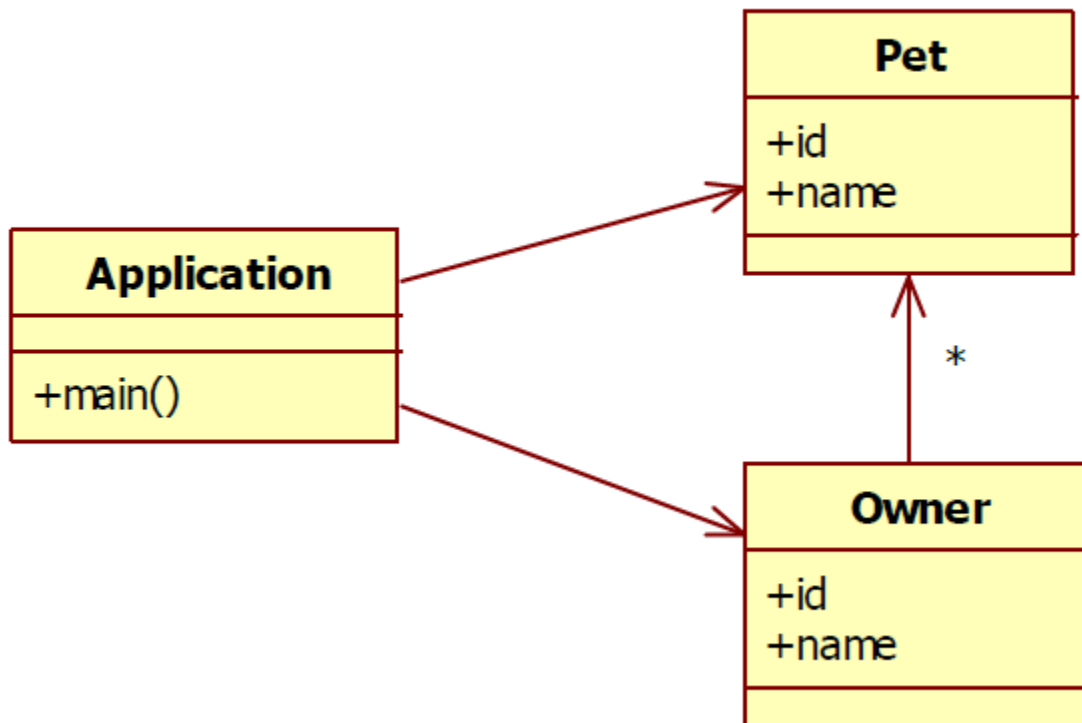 Pet
+id
+name
Application
+main()
*
Owner
+id
+name